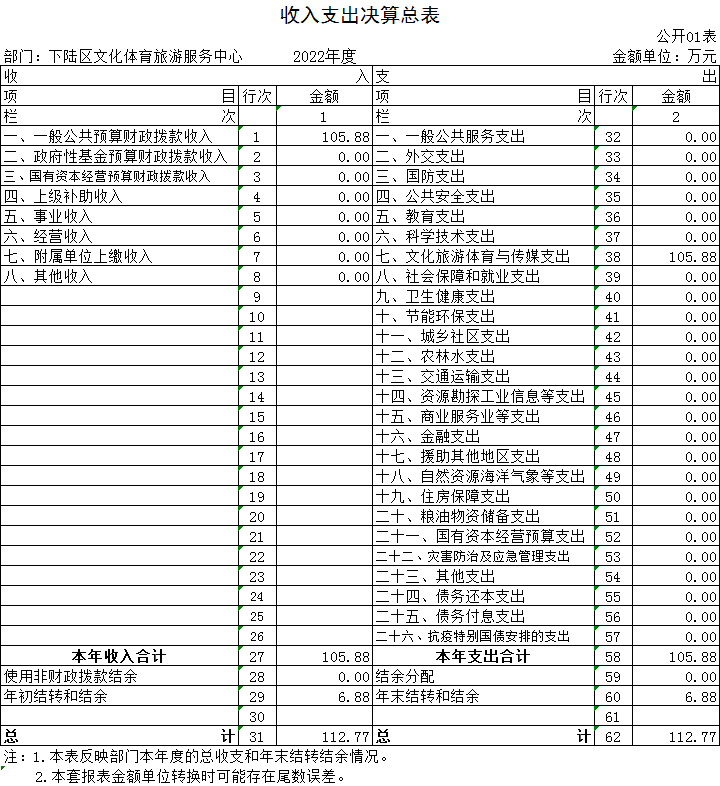 收入支出决算总表
公开01表
部门：下陆区文化体育旅游服务中心 2022年度 金额单位：万元
收 入 支 出
项 目 行次 金额 项 目 行次 金额
栏 次 1 栏 次 2
一、一般公共预算财政拨款收入 1 105.88 一、一般公共服务支出 32 0.00
二、政府性基金预算财政拨款收入 2 0.00 二、外交支出 33 0.00
三、国有资本经营预算财政拨款收入 3 0.00 三、国防支出 34 0.00
四、上级补助收入 4 0.00 四、公共安全支出 35 0.00
五、事业收入 5 0.00 五、教育支出 36 0.00
六、经营收入 6 0.00 六、科学技术支出 37 0.00
七、附属单位上缴收入 7 0.00 七、文化旅游体育与传媒支出 38 105.88
八、其他收入 8 0.00 八、社会保障和就业支出 39 0.00
9 九、卫生健康支出 40 0.00
10 十、节能环保支出 41 0.00
11 十一、城乡社区支出 42 0.00
12 十二、农林水支出 43 0.00
13 十三、交通运输支出 44 0.00
14 十四、资源勘探工业信息等支出 45 0.00
15 十五、商业服务业等支出 46 0.00
16 十六、金融支出 47 0.00
17 十七、援助其他地区支出 48 0.00
18 十八、自然资源海洋气象等支出 49 0.00
19 十九、住房保障支出 50 0.00
20 二十、粮油物资储备支出 51 0.00
21 二十一、国有资本经营预算支出 52 0.00
22 二十二、灾害防治及应急管理支出 53 0.00
23 二十三、其他支出 54 0.00
24 二十四、债务还本支出 55 0.00
25 二十五、债务付息支出 56 0.00
26 二十六、抗疫特别国债安排的支出 57 0.00
本年收入合计 27 105.88 本年支出合计 58 105.88
使用非财政拨款结余 28 0.00 结余分配 59 0.00
年初结转和结余 29 6.88 年末结转和结余 60 6.88
30 61
总 计 31 112.77 总 计 62 112.77
注：1.本表反映部门本年度的总收支和年末结转结余情况。
2.本套报表金额单位转换时可能存在尾数误差。